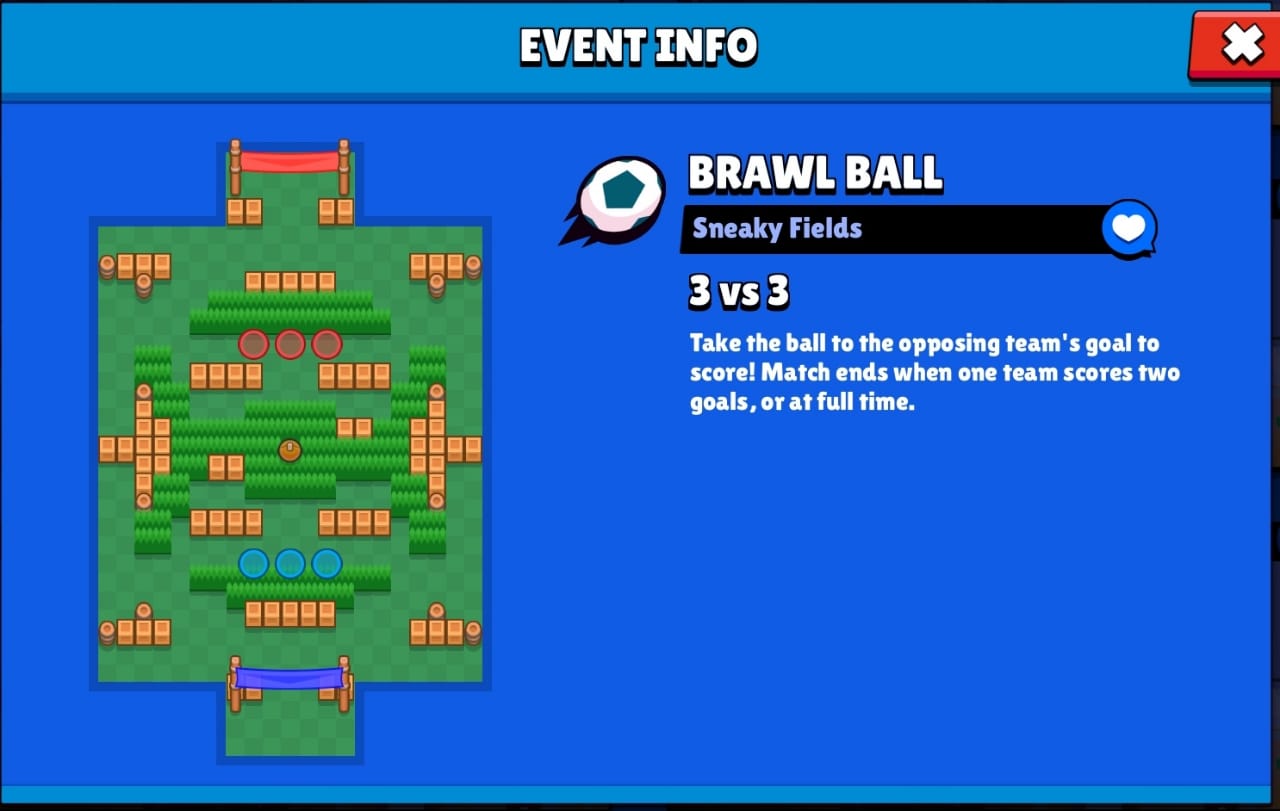 EVENT INFO
BRAWL BALL
Sneaky Fields
3 vs 3
Take the ball to the opposing team's goal to
score! Match ends when one team scores two
goals, or at full time.